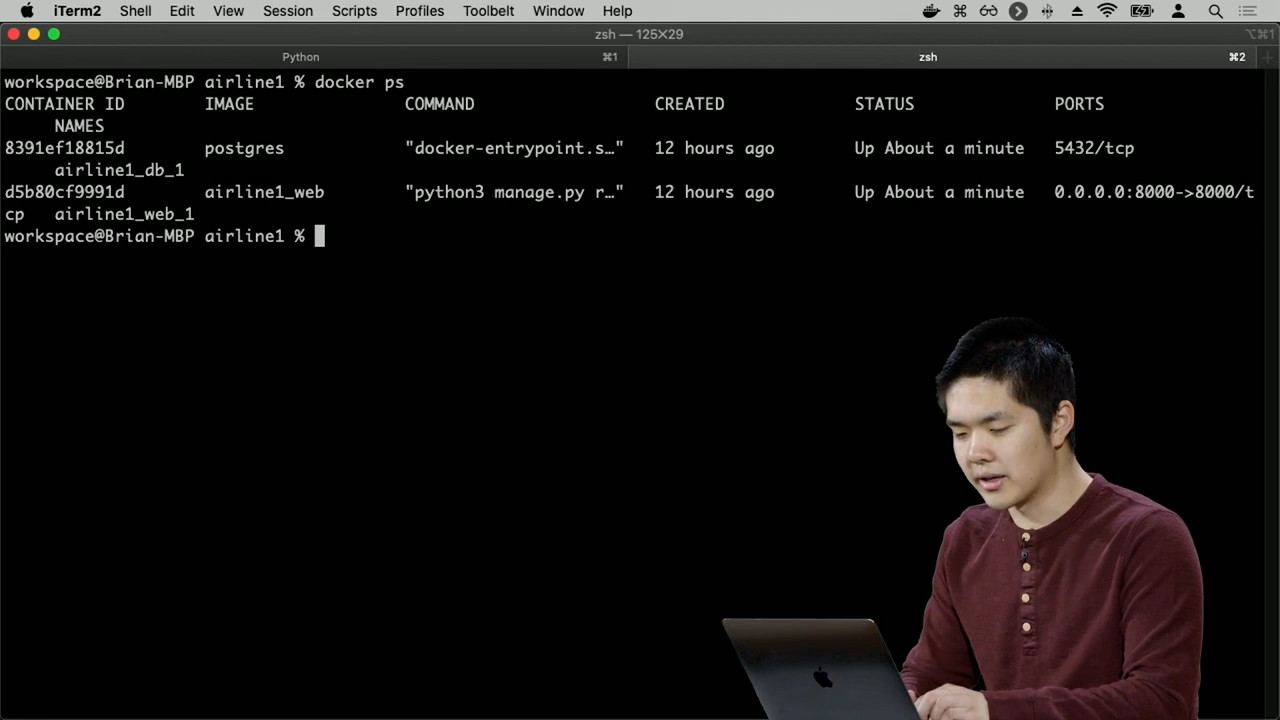 iTerm2 Shell Edit View Session Scripts Profiles Toolbelt Window Help
zsh — 125×29 ⌥⌘1
Python ⌘1 zsh ⌘2
workspace@Brian-MBP airline1 % docker ps
CONTAINER ID IMAGE COMMAND CREATED STATUS PORTS
NAMES
8391ef18815d postgres "docker-entrypoint.s…" 12 hours ago Up About a minute 5432/tcp
airline1_db_1
d5b80cf9991d airline1_web "python3 manage.py r…" 12 hours ago Up About a minute 0.0.0.0:8000->8000/t
cp airline1_web_1
workspace@Brian-MBP airline1 %